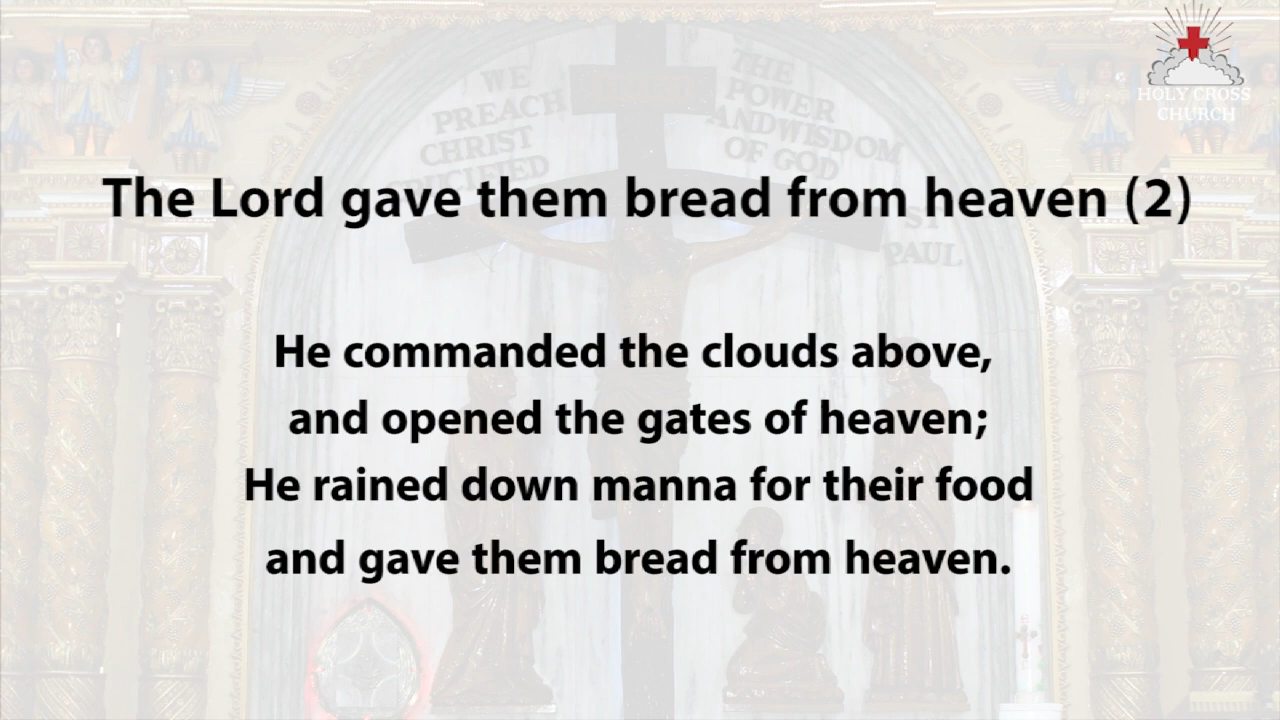 HOLY CROSS
CHURCH
WE
PREACH
CHRIST
CRUCIFIED
THE
POWER
ANDWISDOM
OF GOD
ST
PAUL
The Lord gave them bread from heaven (2)
He commanded the clouds above,
and opened the gates of heaven;
He rained down manna for their food
and gave them bread from heaven.